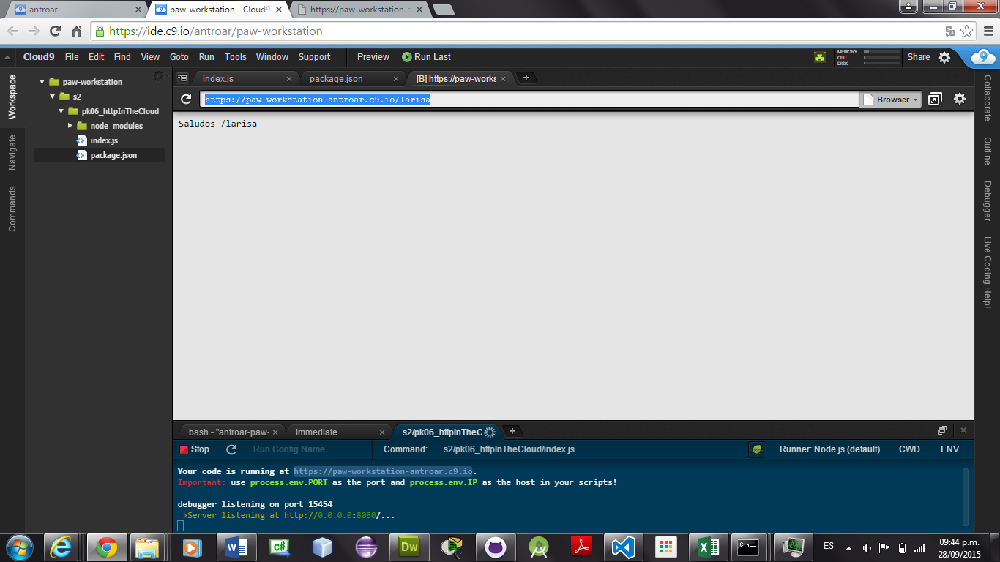 antroar
paw-workstation - Cloud9
https://paw-workstation-a
https://ide.c9.io/antroar/paw-workstation
Cloud9 File Edit Find View Goto Run Tools Window Support Preview Run Last
MEMORY
CPU
DISK
Share
9
Workspace
Navigate
Commands
paw-workstation
s2
pk06_httpInTheCloud
node_modules
index.js
package.json
index.js
package.json
[B] https://paw-works
https://paw-workstation-antroar.c9.io/larisa
Browser
Saludos /larisa
Collaborate
Outline
Debugger
Live Coding Help!
bash - "antroar-paw-
Immediate
s2/pk06_httpInTheC
Stop
Run Config Name
Command: s2/pk06_httpInTheCloud/index.js
Runner: Node.js (default)
CWD
ENV
Your code is running at https://paw-workstation-antroar.c9.io.
Important: use process.env.PORT as the port and process.env.IP as the host in your scripts!
debugger listening on port 15454
>Server listening at http://0.0.0.0:8080/...
W
C#
Dw
X
C:\_
ES
09:44 p.m.
28/09/2015